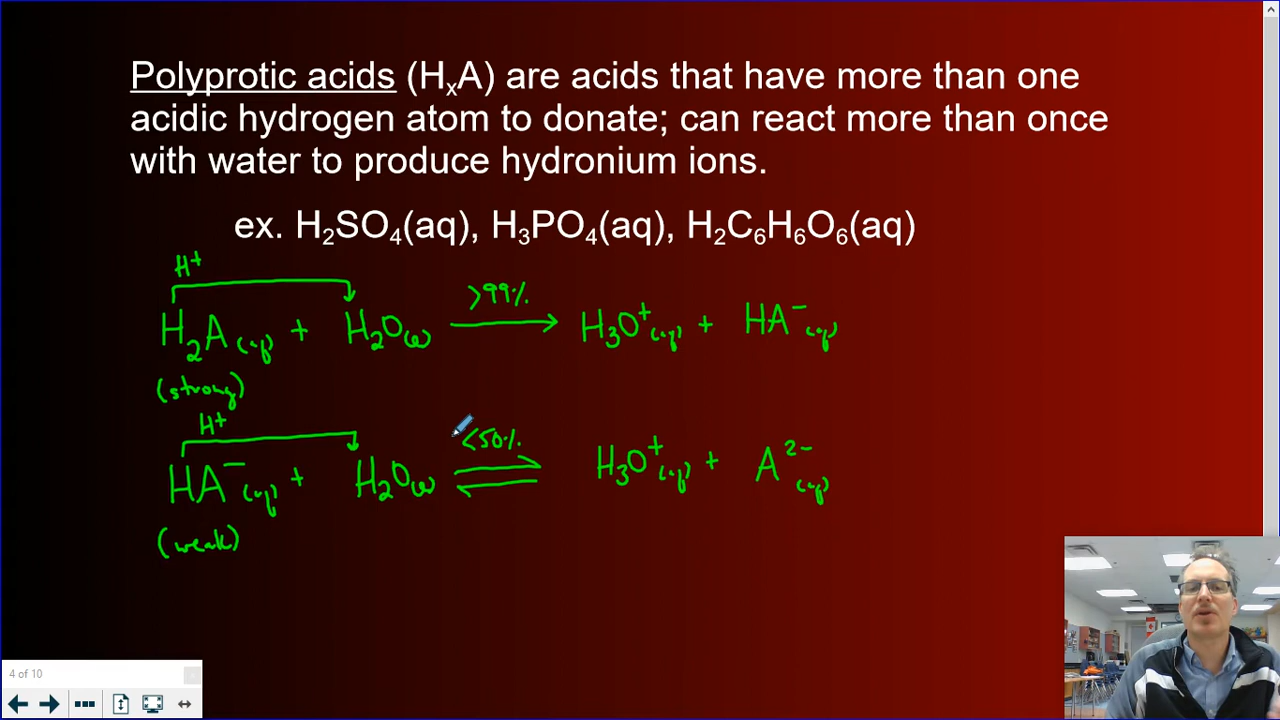 Polyprotic acids (HₓA) are acids that have more than one
acidic hydrogen atom to donate; can react more than once
with water to produce hydronium ions.
ex. H₂SO₄(aq), H₃PO₄(aq), H₂C₆H₆O₆(aq)
H⁺
H₂A(aq) + H₂O(l) >99% → H₃O⁺(aq) + HA⁻(aq)
(strong)
H⁺
HA⁻(aq) + H₂O(l) <50% ⇌ H₃O⁺(aq) + A²⁻(aq)
(weak)
4 of 10